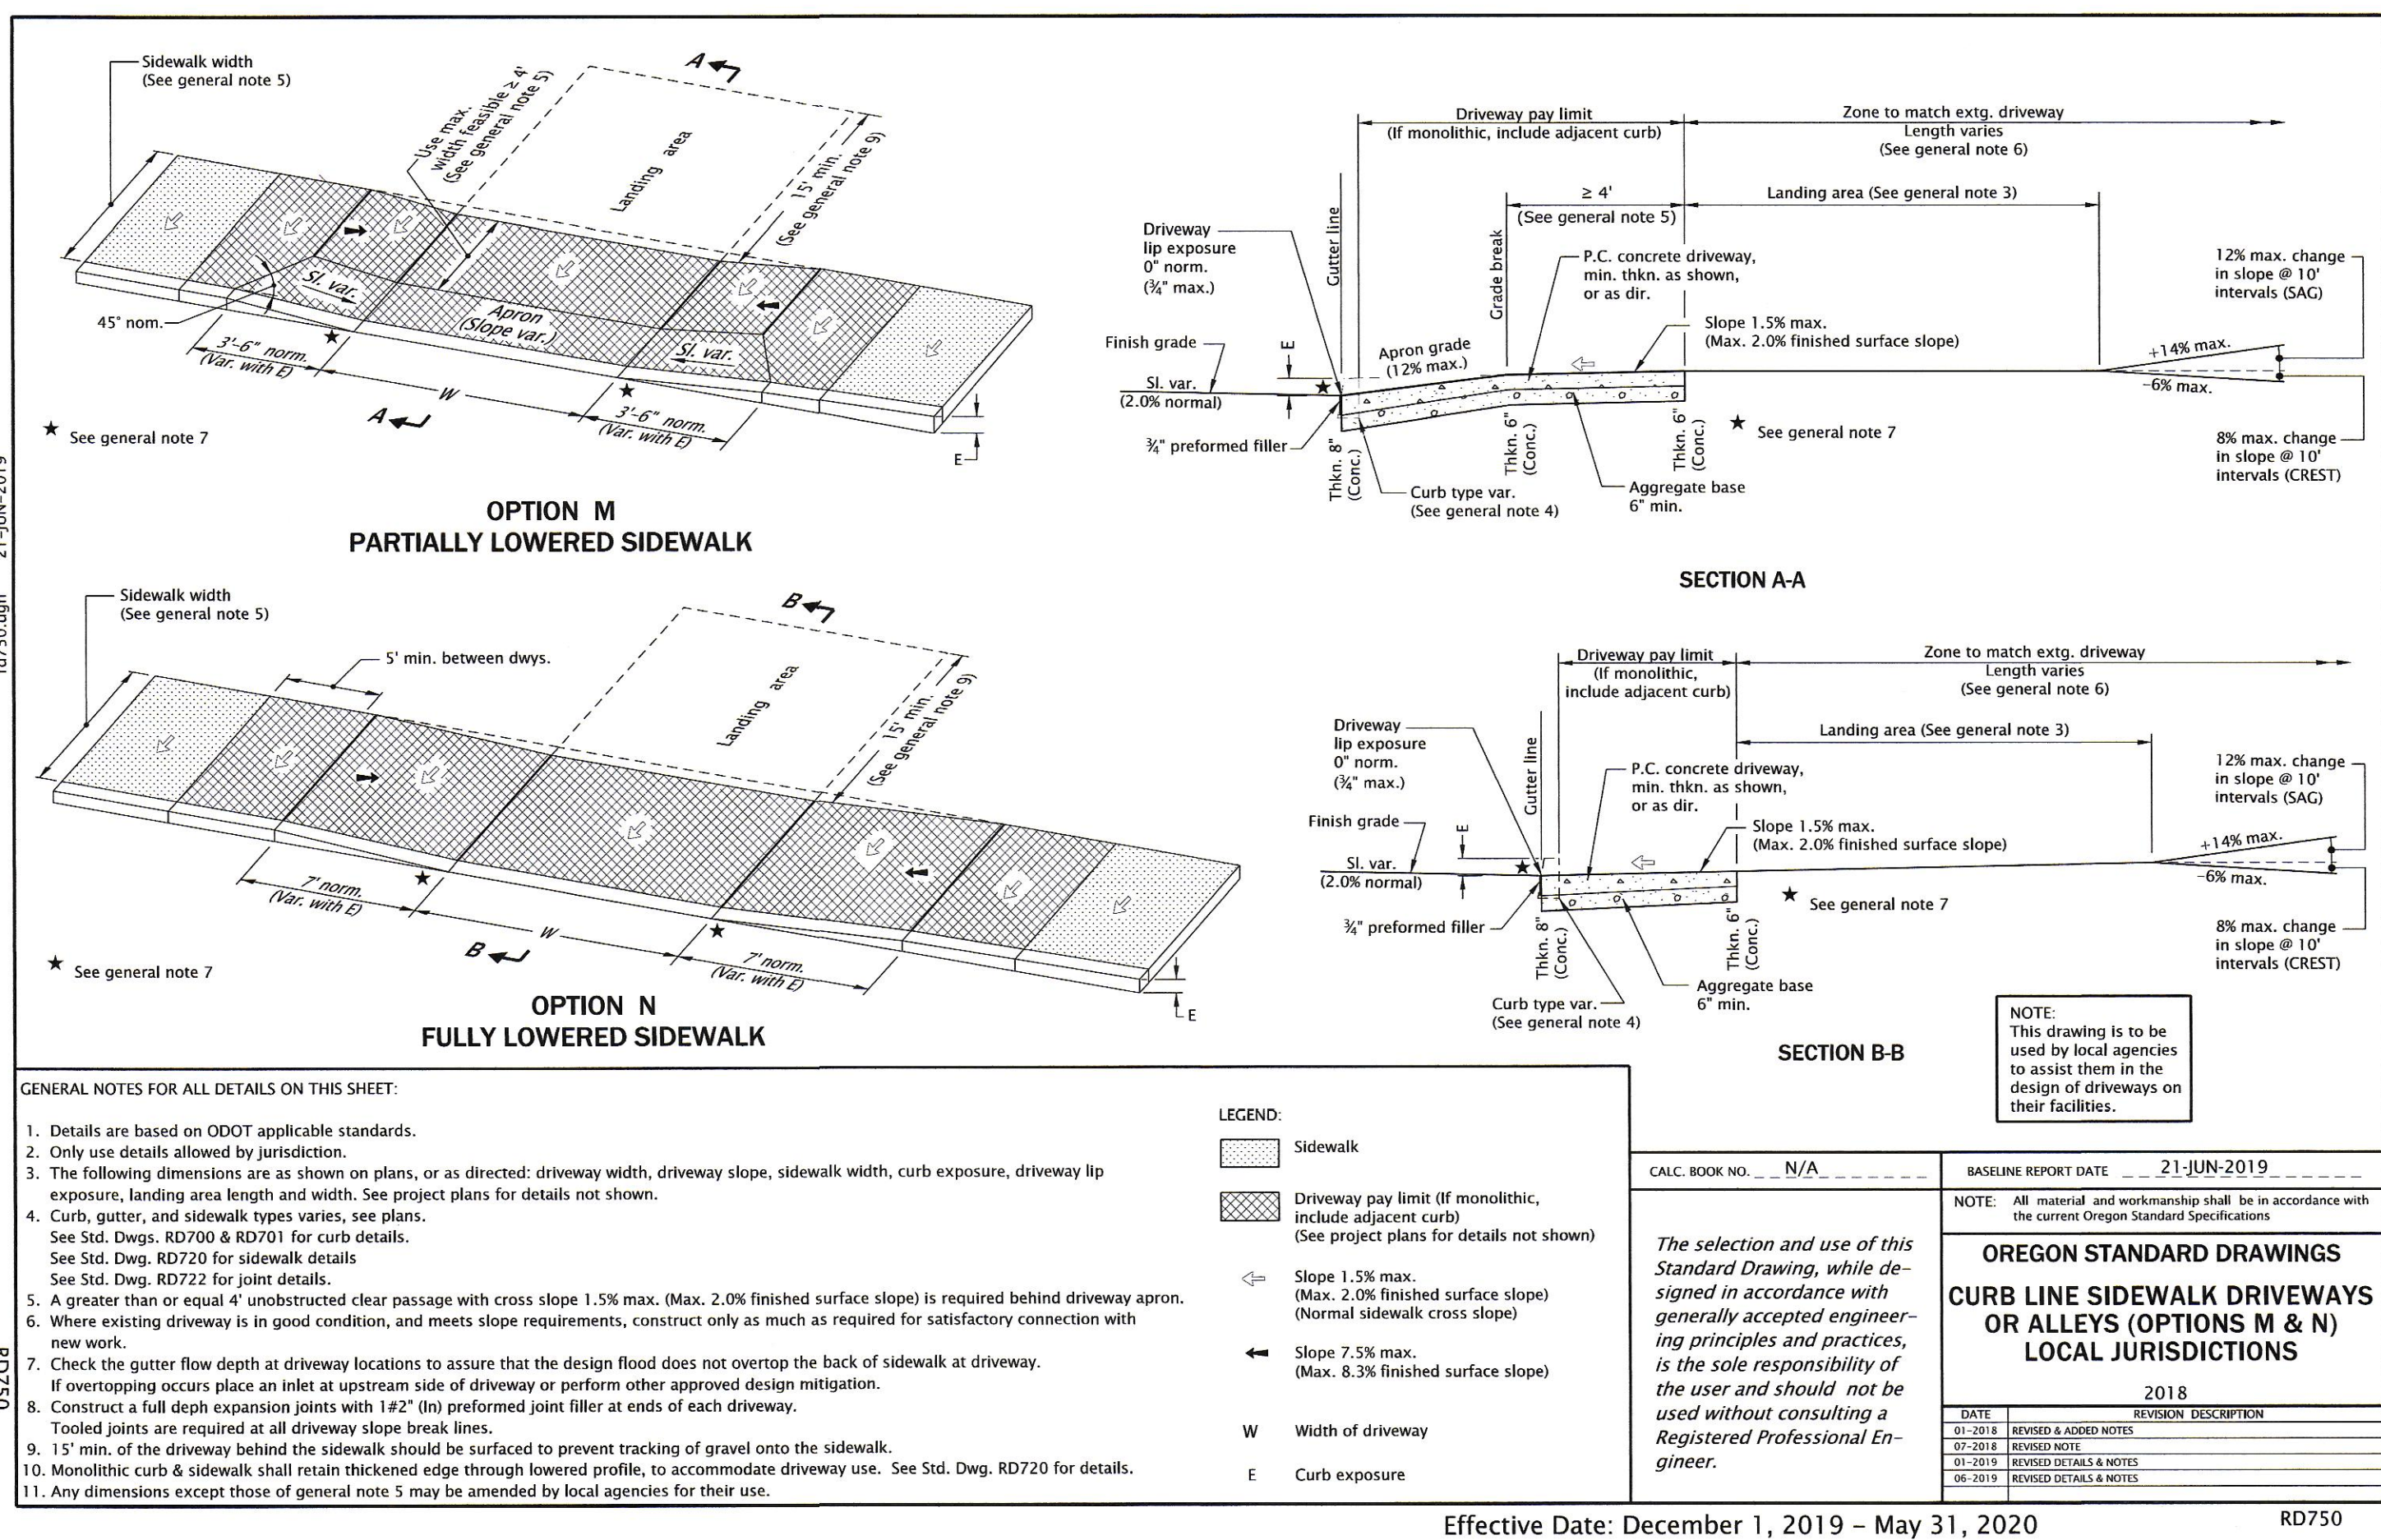 Sidewalk width
(See general note 5)
Use max.
width feasible ≥ 4'
(See general note 5)
A
Landing area
15' min.
(See general note 9)
Sl. var.
45° nom.
Apron
(Slope var.)
Sl. var.
3'-6" norm.
(Var. with E)
W
3'-6" norm.
(Var. with E)
A
E
★ See general note 7
OPTION M
PARTIALLY LOWERED SIDEWALK
Driveway pay limit
(If monolithic, include adjacent curb)
Zone to match extg. driveway
Length varies
(See general note 6)
≥ 4'
(See general note 5)
Landing area (See general note 3)
Driveway
lip exposure
0" norm.
(¾" max.)
Gutter line
Grade break
P.C. concrete driveway,
min. thkn. as shown,
or as dir.
12% max. change
in slope @ 10'
intervals (SAG)
Slope 1.5% max.
(Max. 2.0% finished surface slope)
Finish grade
E
Apron grade
(12% max.)
+14% max.
-6% max.
Sl. var.
(2.0% normal)
★
¾" preformed filler
Thkn. 8"
(Conc.)
Thkn. 6"
(Conc.)
Thkn. 6"
(Conc.)
★ See general note 7
8% max. change
in slope @ 10'
intervals (CREST)
Curb type var.
(See general note 4)
Aggregate base
6" min.
SECTION A-A
Sidewalk width
(See general note 5)
5' min. between dwys.
B
Landing area
15' min.
(See general note 9)
7' norm.
(Var. with E)
W
7' norm.
(Var. with E)
B
E
★ See general note 7
OPTION N
FULLY LOWERED SIDEWALK
Driveway pay limit
(If monolithic,
include adjacent curb)
Zone to match extg. driveway
Length varies
(See general note 6)
Landing area (See general note 3)
Driveway
lip exposure
0" norm.
(¾" max.)
Gutter line
P.C. concrete driveway,
min. thkn. as shown,
or as dir.
12% max. change
in slope @ 10'
intervals (SAG)
Slope 1.5% max.
(Max. 2.0% finished surface slope)
Finish grade
E
+14% max.
-6% max.
Sl. var.
(2.0% normal)
★
¾" preformed filler
Thkn. 8"
(Conc.)
Thkn. 6"
(Conc.)
★ See general note 7
8% max. change
in slope @ 10'
intervals (CREST)
Curb type var.
(See general note 4)
Aggregate base
6" min.
SECTION B-B
NOTE:
This drawing is to be
used by local agencies
to assist them in the
design of driveways on
their facilities.
GENERAL NOTES FOR ALL DETAILS ON THIS SHEET:
1. Details are based on ODOT applicable standards.
2. Only use details allowed by jurisdiction.
3. The following dimensions are as shown on plans, or as directed: driveway width, driveway slope, sidewalk width, curb exposure, driveway lip
exposure, landing area length and width. See project plans for details not shown.
4. Curb, gutter, and sidewalk types varies, see plans.
See Std. Dwgs. RD700 & RD701 for curb details.
See Std. Dwg. RD720 for sidewalk details
See Std. Dwg. RD722 for joint details.
5. A greater than or equal 4' unobstructed clear passage with cross slope 1.5% max. (Max. 2.0% finished surface slope) is required behind driveway apron.
6. Where existing driveway is in good condition, and meets slope requirements, construct only as much as required for satisfactory connection with
new work.
7. Check the gutter flow depth at driveway locations to assure that the design flood does not overtop the back of sidewalk at driveway.
If overtopping occurs place an inlet at upstream side of driveway or perform other approved design mitigation.
8. Construct a full deph expansion joints with 1#2" (In) preformed joint filler at ends of each driveway.
Tooled joints are required at all driveway slope break lines.
9. 15' min. of the driveway behind the sidewalk should be surfaced to prevent tracking of gravel onto the sidewalk.
10. Monolithic curb & sidewalk shall retain thickened edge through lowered profile, to accommodate driveway use. See Std. Dwg. RD720 for details.
11. Any dimensions except those of general note 5 may be amended by local agencies for their use.
LEGEND:
Sidewalk
Driveway pay limit (If monolithic,
include adjacent curb)
(See project plans for details not shown)
Slope 1.5% max.
(Max. 2.0% finished surface slope)
(Normal sidewalk cross slope)
Slope 7.5% max.
(Max. 8.3% finished surface slope)
W Width of driveway
E Curb exposure
CALC. BOOK NO. N/A
BASELINE REPORT DATE 21-JUN-2019
NOTE: All material and workmanship shall be in accordance with
the current Oregon Standard Specifications
The selection and use of this
Standard Drawing, while de-
signed in accordance with
generally accepted engineer-
ing principles and practices,
is the sole responsibility of
the user and should not be
used without consulting a
Registered Professional En-
gineer.
OREGON STANDARD DRAWINGS
CURB LINE SIDEWALK DRIVEWAYS
OR ALLEYS (OPTIONS M & N)
LOCAL JURISDICTIONS
2018
DATE REVISION DESCRIPTION
01-2018 REVISED & ADDED NOTES
07-2018 REVISED NOTE
01-2019 REVISED DETAILS & NOTES
06-2019 REVISED DETAILS & NOTES
Effective Date: December 1, 2019 – May 31, 2020
RD750
21-JUN-2019
rd750.dgn
RD750